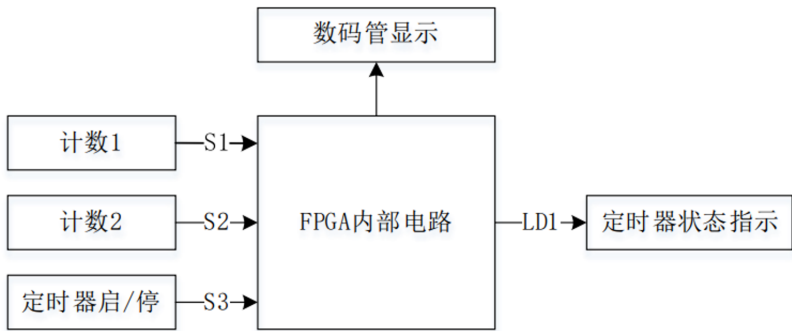 数码管显示
计数1
S1
计数2
S2
FPGA内部电路
LD1
定时器状态指示
定时器启/停
S3